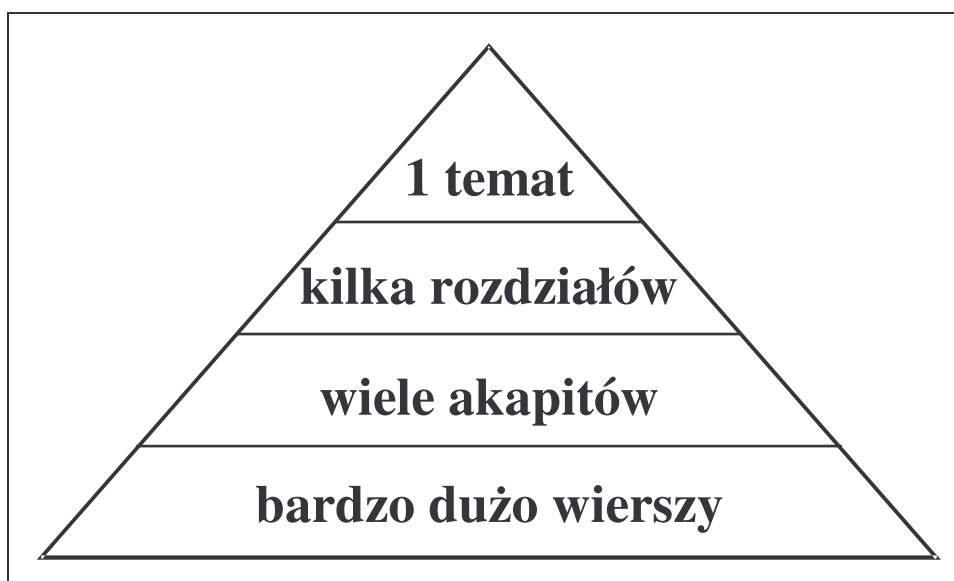 1 temat
kilka rozdziałów
wiele akapitów
bardzo dużo wierszy